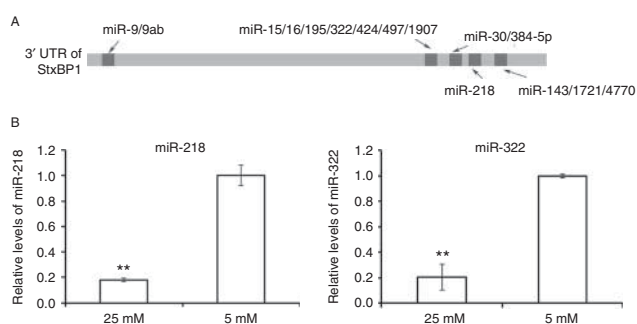 A
miR-9/9ab
miR-15/16/195/322/424/497/1907
miR-30/384-5p
3′ UTR of
StxBP1
miR-218
miR-143/1721/4770
B
miR-218
Relative levels of miR-218
1.2
1.0
0.8
0.6
0.4
0.2
0.0
**
25 mM
5 mM
miR-322
Relative levels of miR-322
1.2
1.0
0.8
0.6
0.4
0.2
0.0
**
25 mM
5 mM